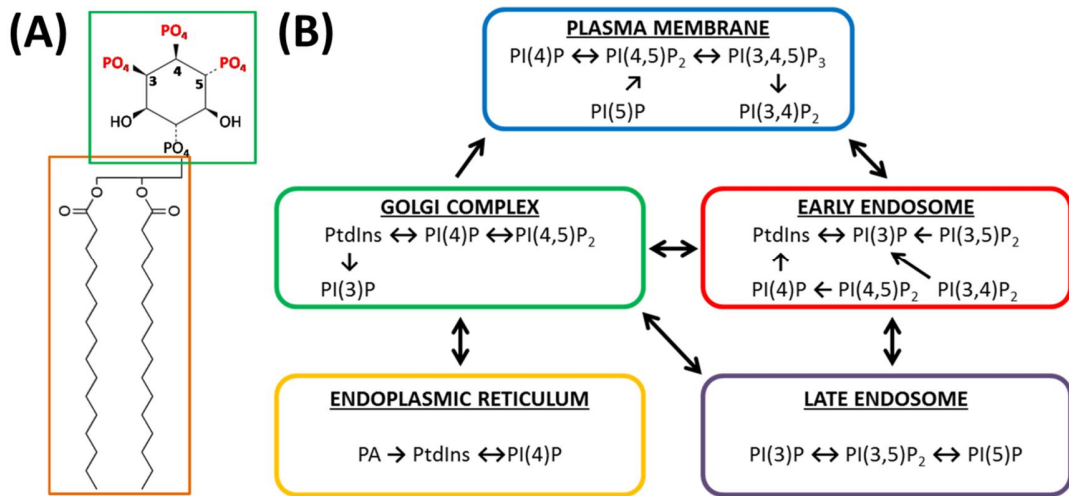 (A)
PO₄
PO₄ PO₄
3 4 5
HO OH
PO₄
O O
O O
(B)
PLASMA MEMBRANE
PI(4)P ↔ PI(4,5)P₂ ↔ PI(3,4,5)P₃
↗ ↓
PI(5)P PI(3,4)P₂
GOLGI COMPLEX
PtdIns ↔ PI(4)P ↔PI(4,5)P₂
↓
PI(3)P
EARLY ENDOSOME
PtdIns ↔ PI(3)P ← PI(3,5)P₂
↑ ↖
PI(4)P ← PI(4,5)P₂ PI(3,4)P₂
ENDOPLASMIC RETICULUM
PA → PtdIns ↔PI(4)P
LATE ENDOSOME
PI(3)P ↔ PI(3,5)P₂ ↔ PI(5)P